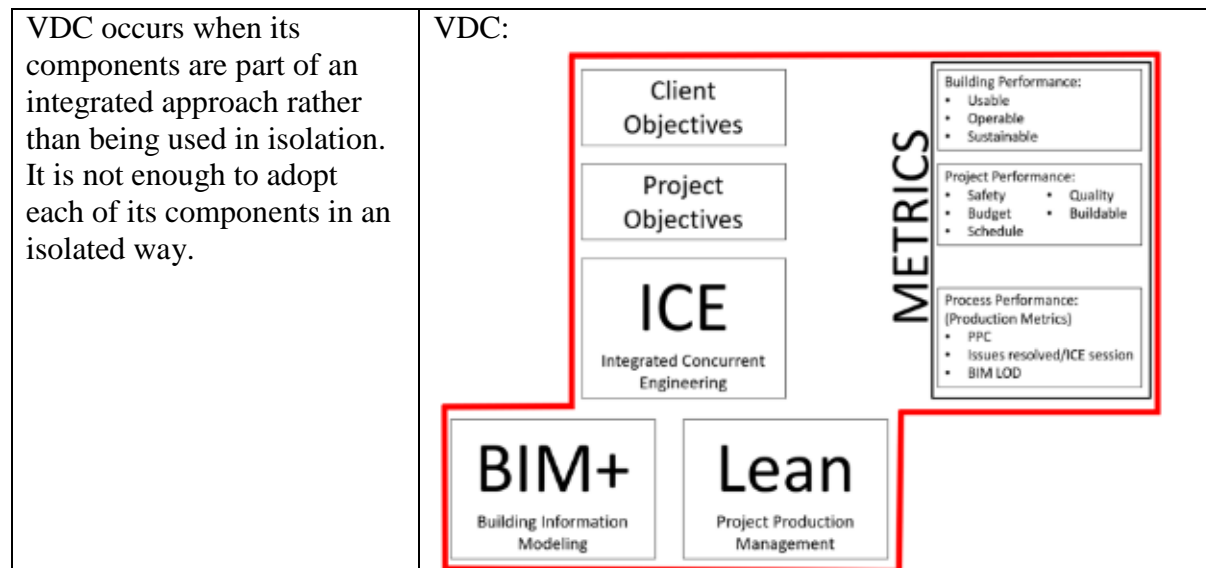 VDC occurs when its
components are part of an
integrated approach rather
than being used in isolation.
It is not enough to adopt
each of its components in an
isolated way.
VDC:
Client
Objectives
Project
Objectives
ICE
Integrated Concurrent
Engineering
BIM+
Building Information
Modeling
Lean
Project Production
Management
METRICS
Building Performance:
• Usable
• Operable
• Sustainable
Project Performance:
• Safety • Quality
• Budget • Buildable
• Schedule
Process Performance:
(Production Metrics)
• PPC
• Issues resolved/ICE session
• BIM LOD